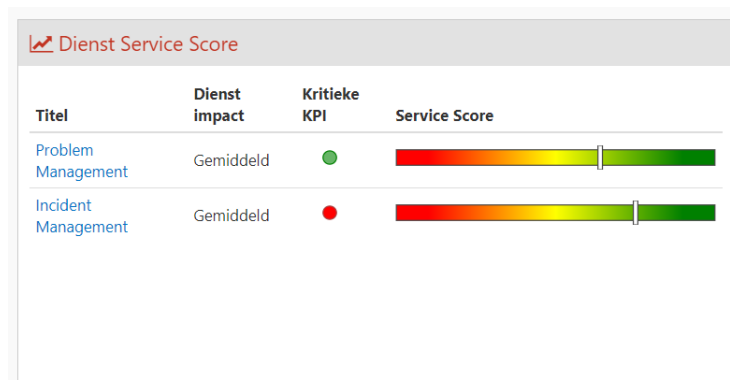 Dienst Service Score
Titel
Dienst
impact
Kritieke
KPI
Service Score
Problem
Management
Gemiddeld
Incident
Management
Gemiddeld